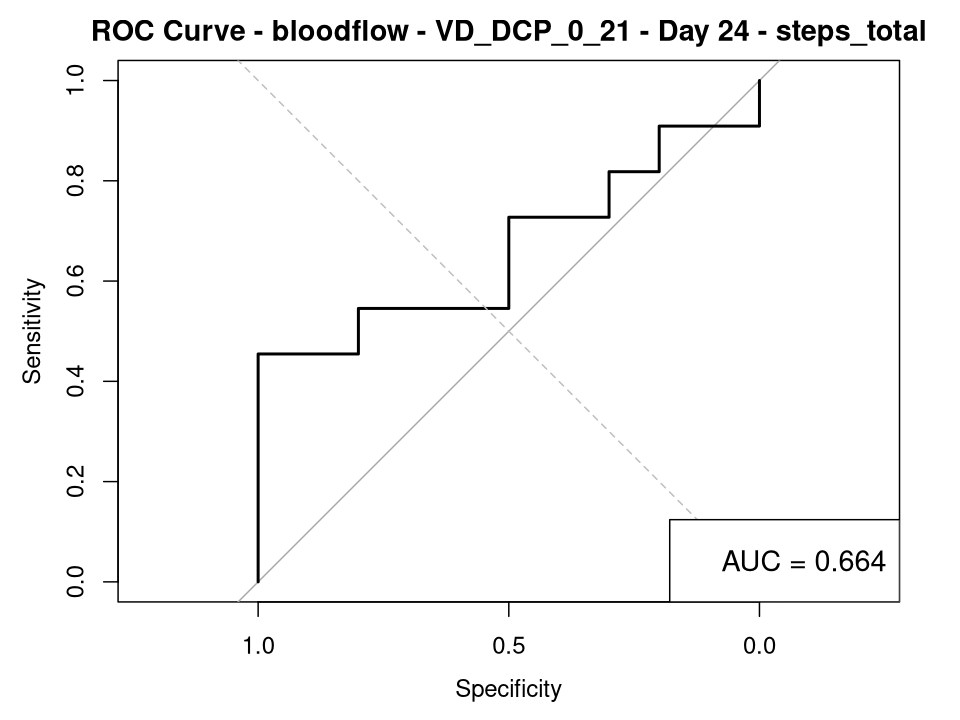 ROC Curve - bloodflow - VD_DCP_0_21 - Day 24 - steps_total
1.0
0.8
0.6
0.4
0.2
0.0
Sensitivity
AUC = 0.664
1.0 0.5 0.0
Specificity